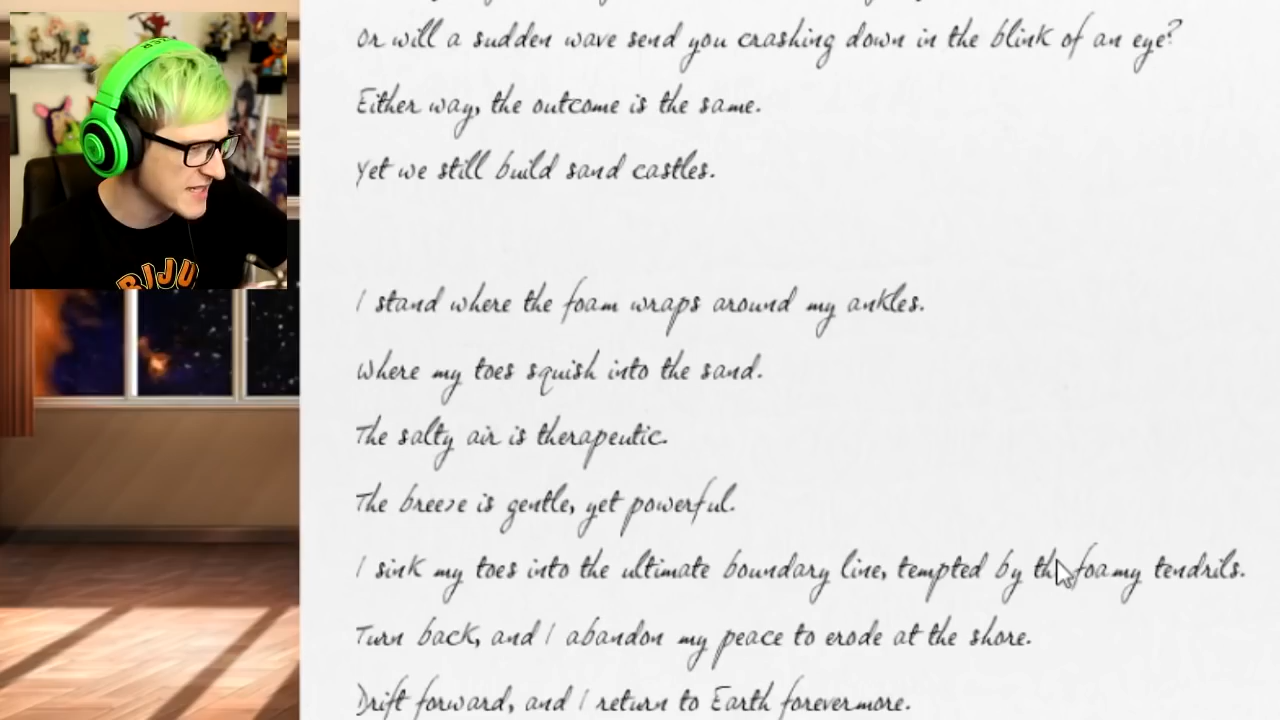 Or will a sudden wave send you crashing down in the blink of an eye?
Either way, the outcome is the same.
Yet we still build sand castles.
I stand where the foam wraps around my ankles.
Where my toes squish into the sand.
The salty air is therapeutic.
The breeze is gentle, yet powerful.
I sink my toes into the ultimate boundary line, tempted by the foamy tendrils.
Turn back, and I abandon my peace to erode at the shore.
Drift forward, and I return to Earth forevermore.
BIJU